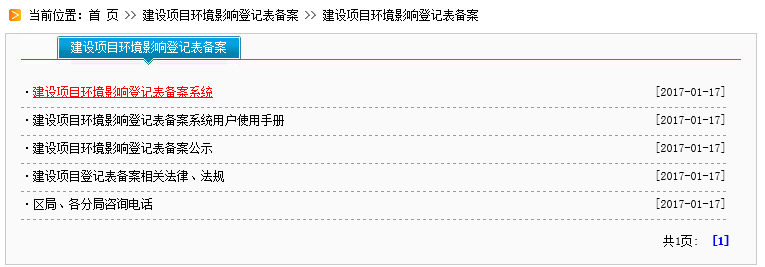 当前位置：首 页 >> 建设项目环境影响登记表备案 >> 建设项目环境影响登记表备案
建设项目环境影响登记表备案
·建设项目环境影响登记表备案系统 [2017-01-17]
·建设项目环境影响登记表备案系统用户使用手册 [2017-01-17]
·建设项目环境影响登记表备案公示 [2017-01-17]
·建设项目登记表备案相关法律、法规 [2017-01-17]
·区局、各分局咨询电话 [2017-01-17]
共1页： [1]